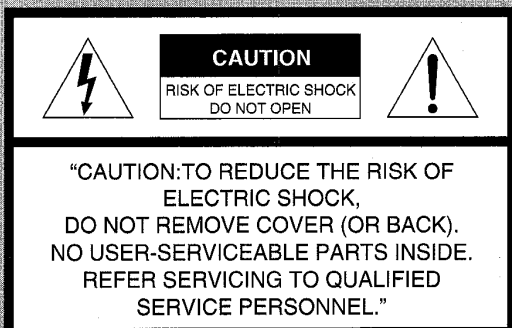 CAUTION
RISK OF ELECTRIC SHOCK
DO NOT OPEN
“CAUTION:TO REDUCE THE RISK OF
ELECTRIC SHOCK,
DO NOT REMOVE COVER (OR BACK).
NO USER-SERVICEABLE PARTS INSIDE.
REFER SERVICING TO QUALIFIED
SERVICE PERSONNEL.”